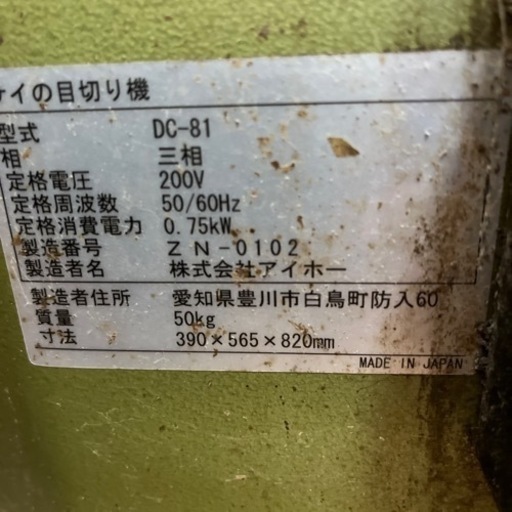 サイの目切り機
型式 DC-81
相 三相
定格電圧 200V
定格周波数 50/60Hz
定格消費電力 0.75kW
製造番号 ZN-0102
製造者名 株式会社アイホー
製造者住所 愛知県豊川市白鳥町防入60
質量 50kg
寸法 390×565×820mm
MADE IN JAPAN